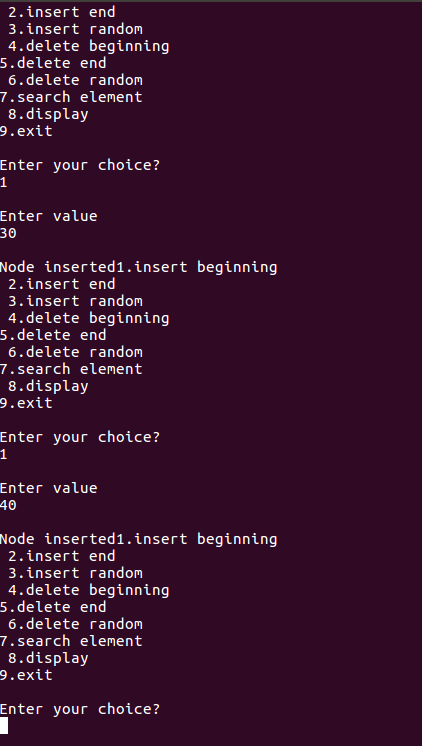 2.insert end
3.insert random
4.delete beginning
5.delete end
6.delete random
7.search element
8.display
9.exit
Enter your choice?
1
Enter value
30
Node inserted1.insert beginning
2.insert end
3.insert random
4.delete beginning
5.delete end
6.delete random
7.search element
8.display
9.exit
Enter your choice?
1
Enter value
40
Node inserted1.insert beginning
2.insert end
3.insert random
4.delete beginning
5.delete end
6.delete random
7.search element
8.display
9.exit
Enter your choice?